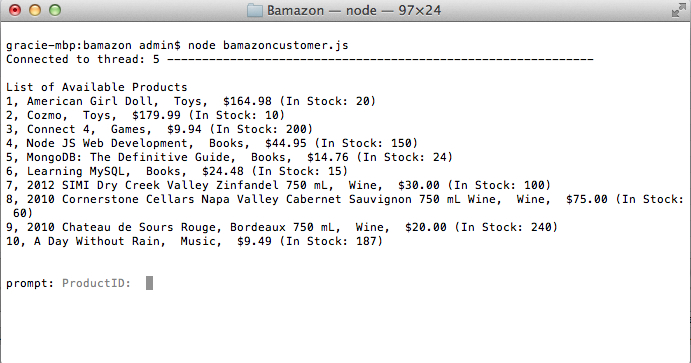 Bamazon — node — 97×24
gracie-mbp:bamazon admin$ node bamazoncustomer.js
Connected to thread: 5 -------------------------------------------------------------
List of Available Products
1, American Girl Doll,  Toys,  $164.98 (In Stock: 20)
2, Cozmo,  Toys,  $179.99 (In Stock: 10)
3, Connect 4,  Games,  $9.94 (In Stock: 200)
4, Node JS Web Development,  Books,  $44.95 (In Stock: 150)
5, MongoDB: The Definitive Guide,  Books,  $14.76 (In Stock: 24)
6, Learning MySQL,  Books,  $24.48 (In Stock: 15)
7, 2012 SIMI Dry Creek Valley Zinfandel 750 mL,  Wine,  $30.00 (In Stock: 100)
8, 2010 Cornerstone Cellars Napa Valley Cabernet Sauvignon 750 mL Wine,  Wine,  $75.00 (In Stock:
60)
9, 2010 Chateau de Sours Rouge, Bordeaux 750 mL,  Wine,  $20.00 (In Stock: 240)
10, A Day Without Rain,  Music,  $9.49 (In Stock: 187)
prompt: ProductID: